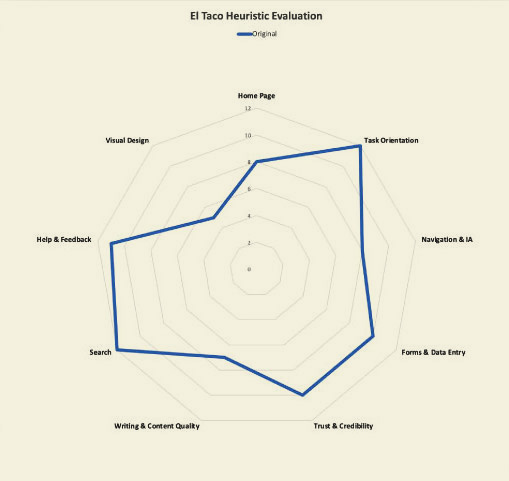 El Taco Heuristic Evaluation
Original
Home Page
12
Task Orientation
Visual Design
10
8
6
Navigation & IA
Help & Feedback
4
2
0
Search
Forms & Data Entry
Writing & Content Quality
Trust & Credibility